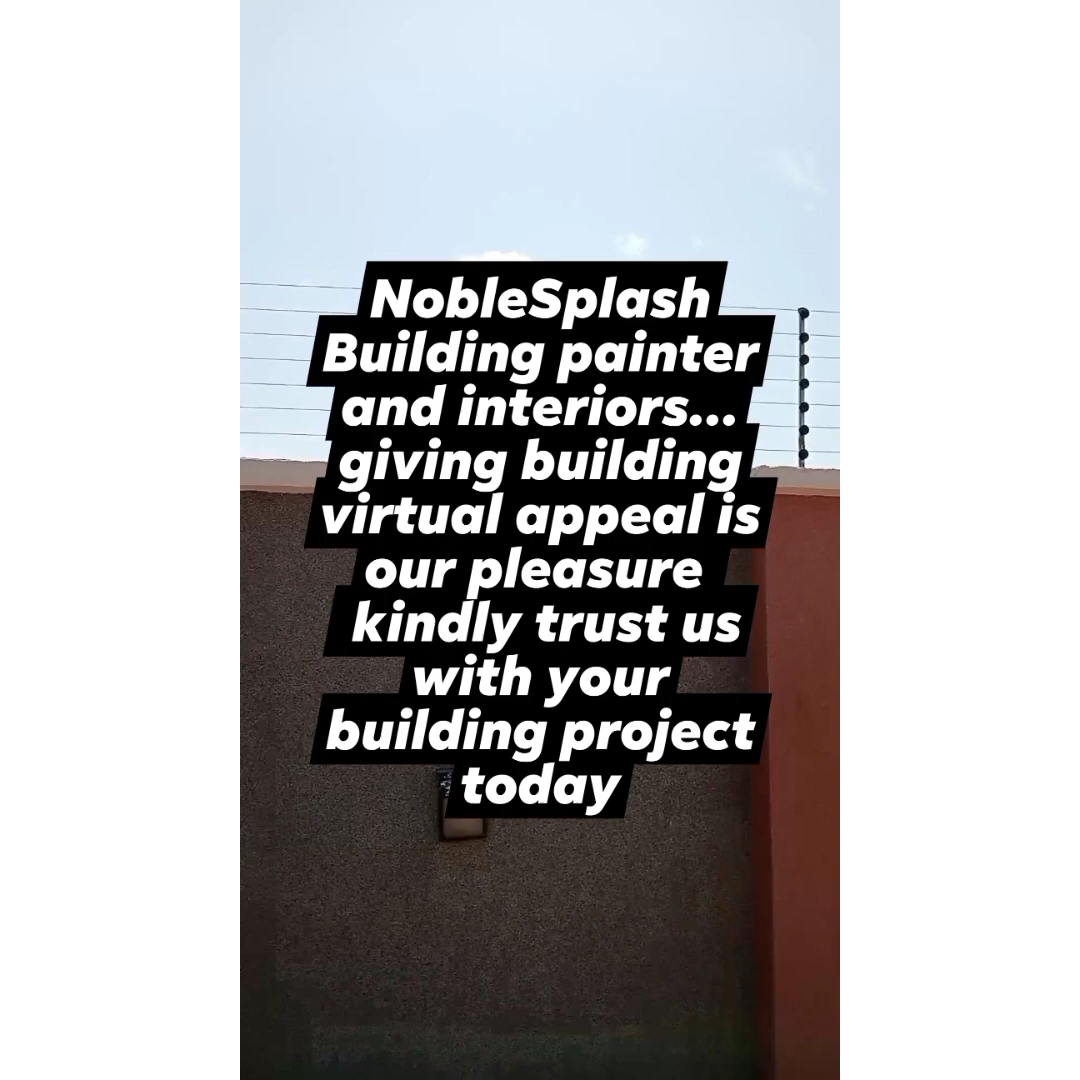 NobleSplash
Building painter
and interiors...
giving building
virtual appeal is
our pleasure
kindly trust us
with your
building project
today